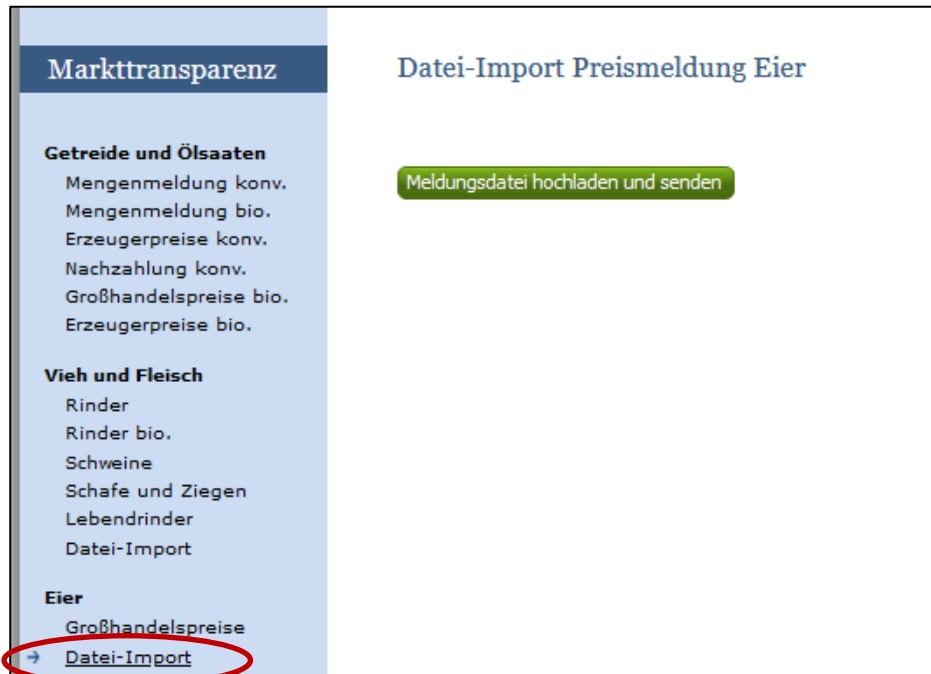 Markttransparenz
Getreide und Ölsaaten
Mengenmeldung konv.
Mengenmeldung bio.
Erzeugerpreise konv.
Nachzahlung konv.
Großhandelspreise bio.
Erzeugerpreise bio.
Vieh und Fleisch
Rinder
Rinder bio.
Schweine
Schafe und Ziegen
Lebendrinder
Datei-Import
Eier
Großhandelspreise
Datei-Import
Datei-Import Preismeldung Eier
Meldungsdatei hochladen und senden